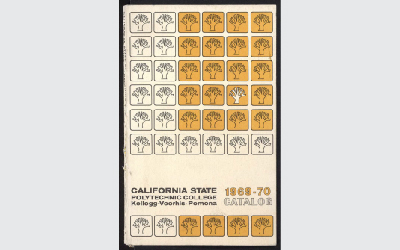 CALIFORNIA STATE
POLYTECHNIC COLLEGE
Kellogg-Voorhis-Pomona
1969-70
CATALOG